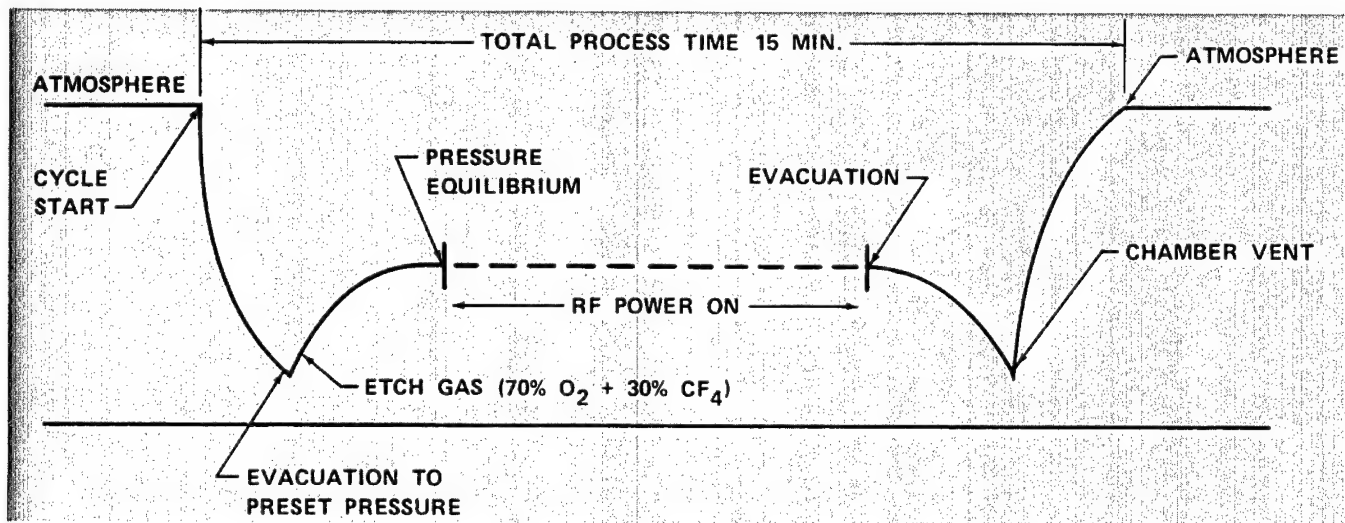 TOTAL PROCESS TIME 15 MIN.
ATMOSPHERE
ATMOSPHERE
CYCLE
START
PRESSURE
EQUILIBRIUM
EVACUATION
CHAMBER VENT
RF POWER ON
ETCH GAS (70% O₂ + 30% CF₄)
EVACUATION TO
PRESET PRESSURE